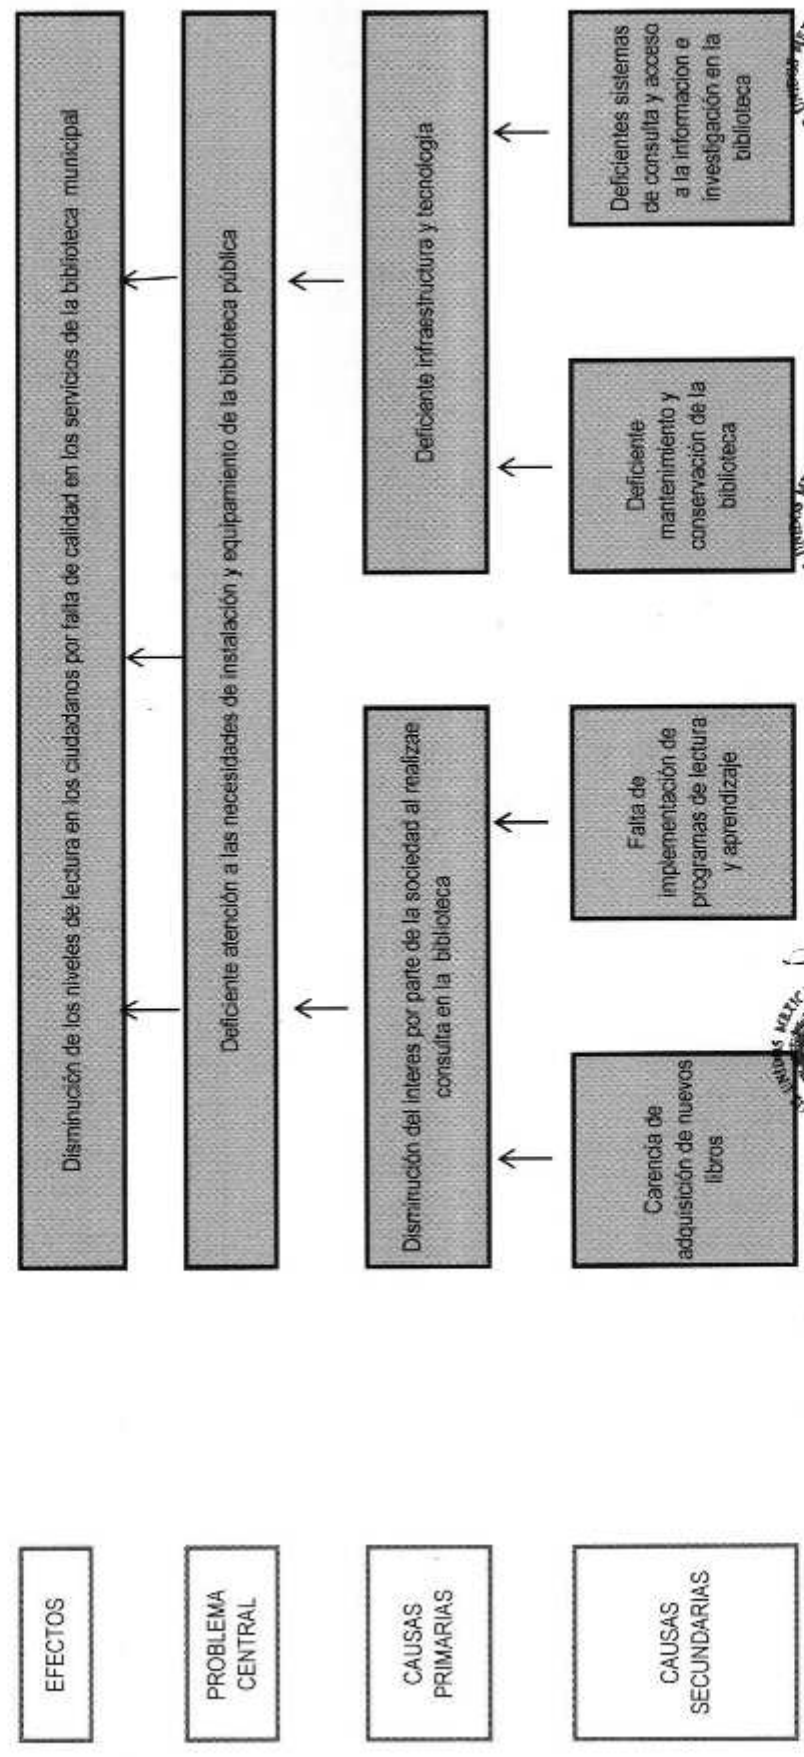 EFECTOS
Disminución de los niveles de lectura en los ciudadanos por falta de calidad en los servicios de la biblioteca municipal
PROBLEMA
CENTRAL
Deficiente atención a las necesidades de instalación y equipamiento de la biblioteca pública
CAUSAS
PRIMARIAS
Disminución del interes por parte de la sociedad al realizae
consulta en la biblioteca
Deficiente infraestructura y tecnología
CAUSAS
SECUNDARIAS
Carencia de
adquisición de nuevos
libros
Falta de
implementación de
programas de lectura
y aprendizaje
Deficiente
mantenimiento y
conservación de la
biblioteca
Deficientes sistemas
de consulta y acceso
a la informacion e
investigación en la
biblioteca
UNIDOS